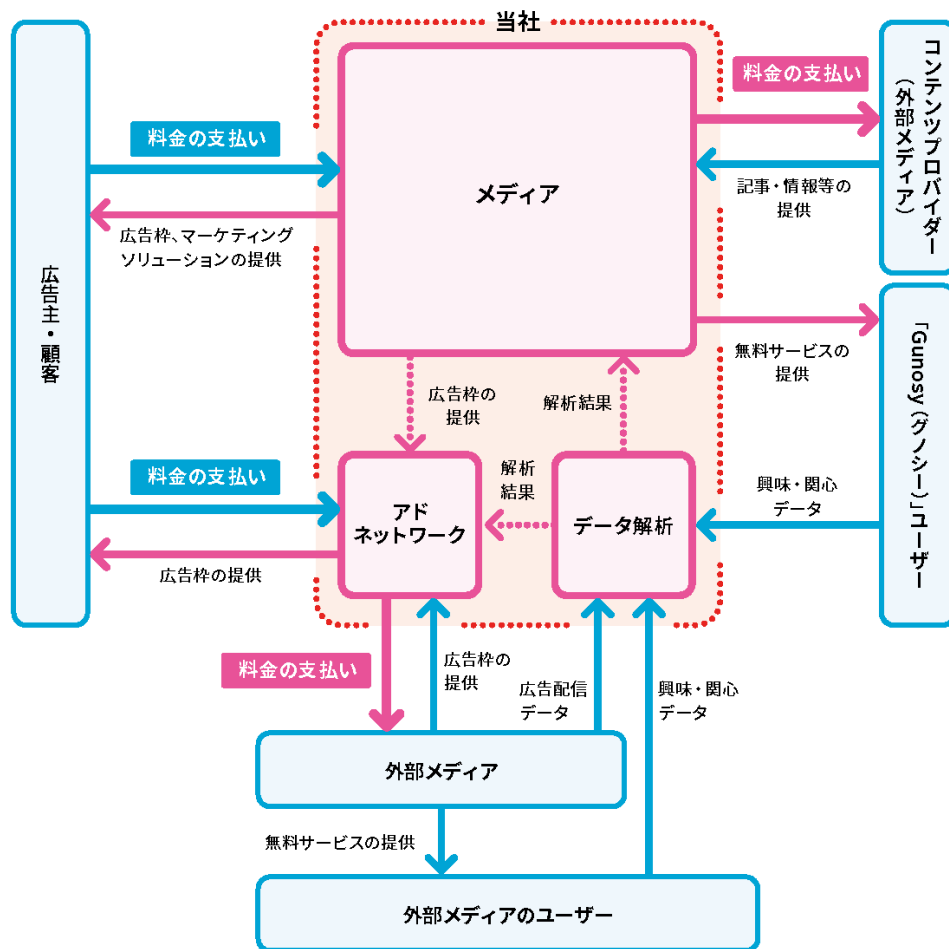 当社
料金の支払い
コンテンツプロバイダー
(外部メディア)
料金の支払い
メディア
記事・情報等の
提供
広告枠、マーケティング
ソリューションの提供
広告主・顧客
無料サービスの
提供
「Gunosy(グノシー)」ユーザー
広告枠の
提供
解析結果
料金の支払い
解析
結果
興味・関心
データ
アド
ネットワーク
データ解析
広告枠の提供
料金の支払い
広告枠の
提供
広告配信
データ
興味・関心
データ
外部メディア
無料サービスの提供
外部メディアのユーザー